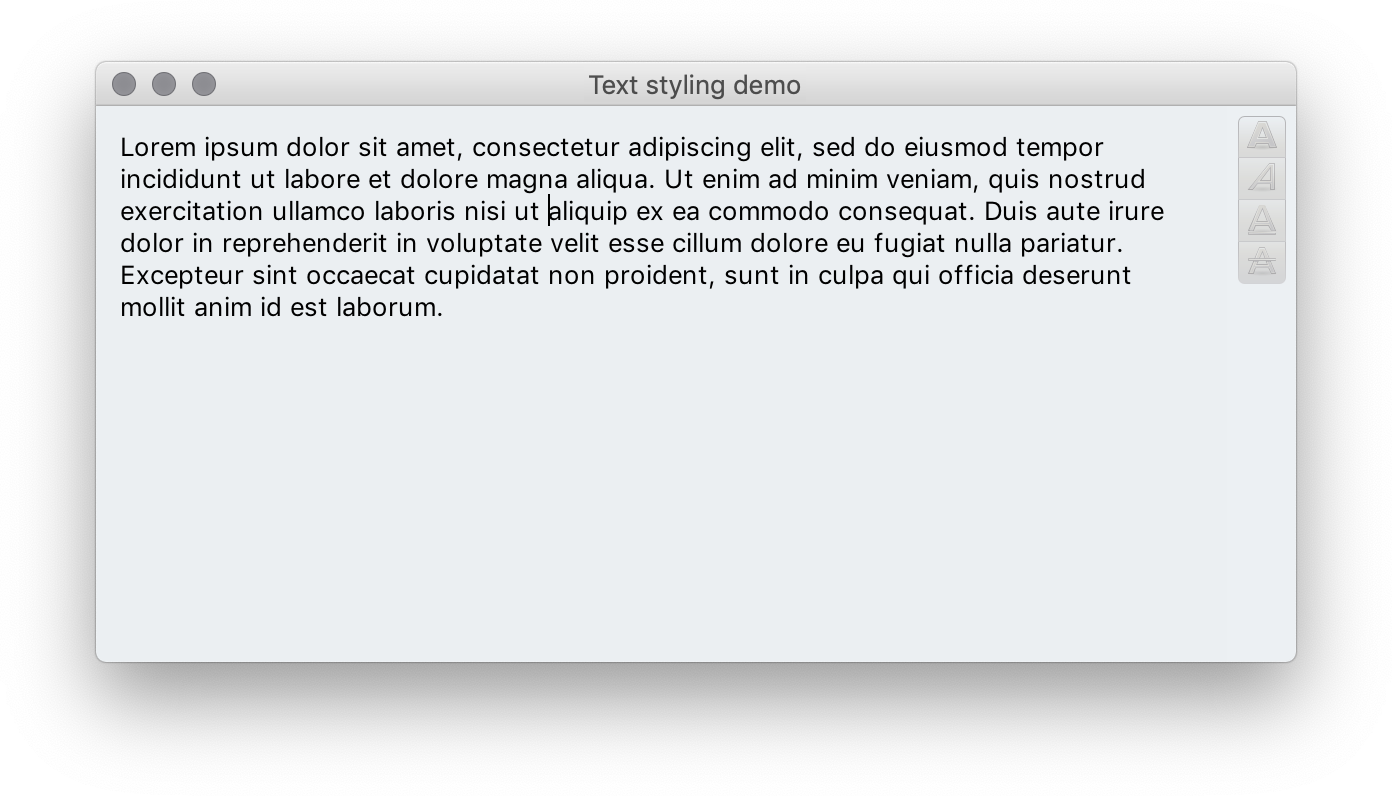 Text styling demo
Lorem ipsum dolor sit amet, consectetur adipiscing elit, sed do eiusmod tempor
incididunt ut labore et dolore magna aliqua. Ut enim ad minim veniam, quis nostrud
exercitation ullamco laboris nisi ut aliquip ex ea commodo consequat. Duis aute irure
dolor in reprehenderit in voluptate velit esse cillum dolore eu fugiat nulla pariatur.
Excepteur sint occaecat cupidatat non proident, sunt in culpa qui officia deserunt
mollit anim id est laborum.
A
A
A
A